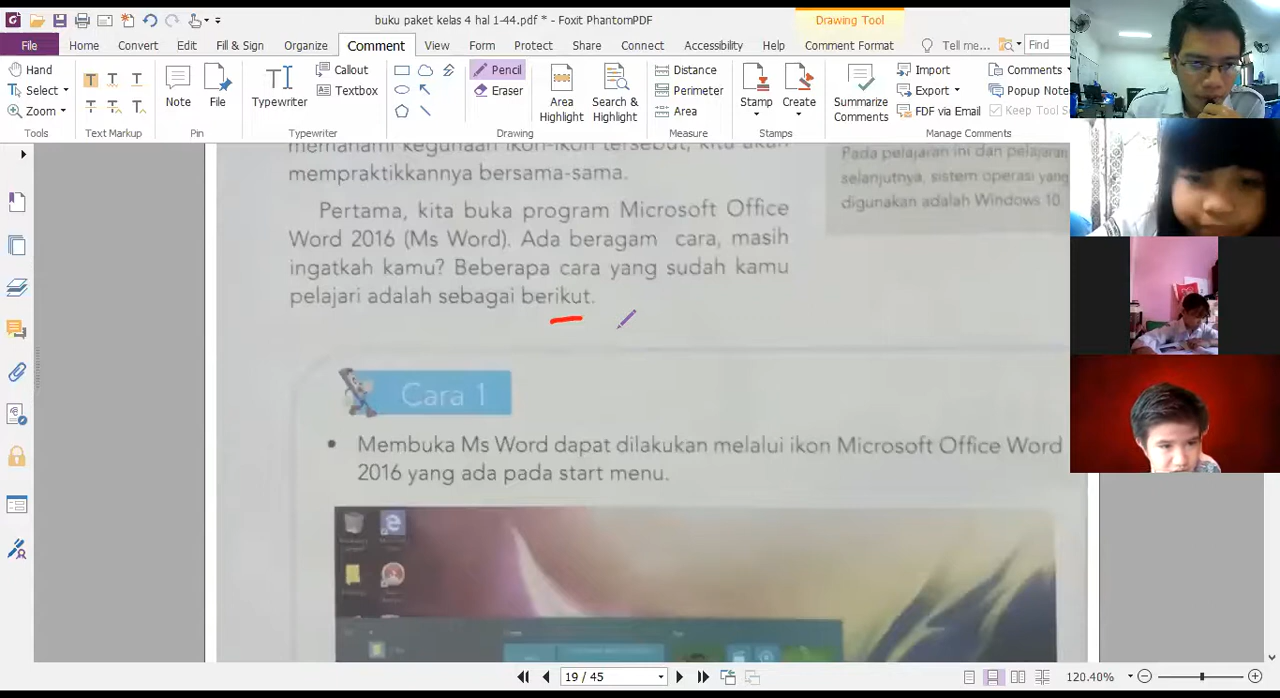 buku paket kelas 4 hal 1-44.pdf * - Foxit PhantomPDF
Drawing Tool
File Home Convert Edit Fill & Sign Organize Comment View Form Protect Share Connect Accessibility Help Comment Format Tell me... Find
Hand
Select
Zoom
Tools
Text Markup
Note
File
Pin
Typewriter
Callout
Textbox
Typewriter
Pencil
Eraser
Drawing
Area Highlight
Search & Highlight
Distance
Perimeter
Area
Measure
Stamp
Create
Stamps
Summarize Comments
Import
Export
FDF via Email
Comments
Popup Note
Keep Tool S
Manage Comments
memahami kegunaan ikon-ikon tersebut, kita akan
mempraktikkannya bersama-sama.
Pertama, kita buka program Microsoft Office
Word 2016 (Ms Word). Ada beragam cara, masih
ingatkah kamu? Beberapa cara yang sudah kamu
pelajari adalah sebagai berikut.
Pada pelajaran ini dan pelajaran
selanjutnya, sistem operasi yang
digunakan adalah Windows 10.
Cara 1
• Membuka Ms Word dapat dilakukan melalui ikon Microsoft Office Word
2016 yang ada pada start menu.
19 / 45
120.40%